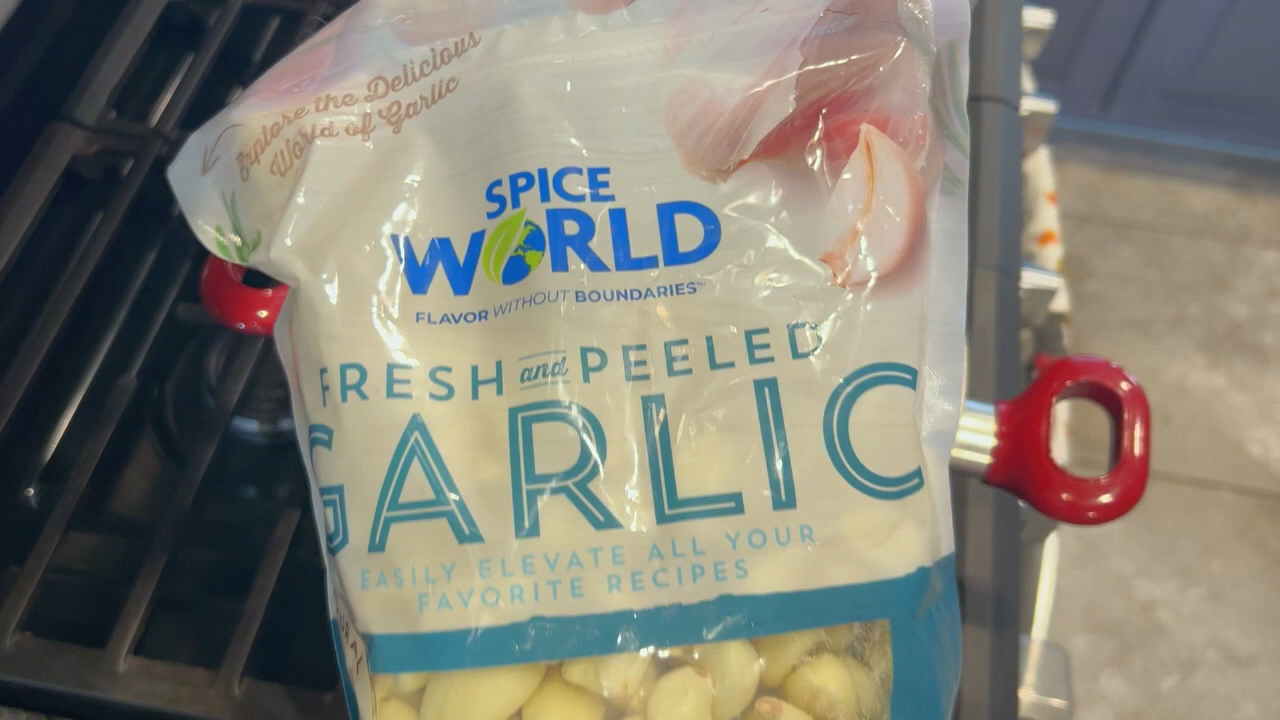 Explore the Delicious
World of Garlic
SPICE
WORLD
FLAVOR WITHOUT BOUNDARIES™
FRESH and PEELED
GARLIC
EASILY ELEVATE ALL YOUR
FAVORITE RECIPES